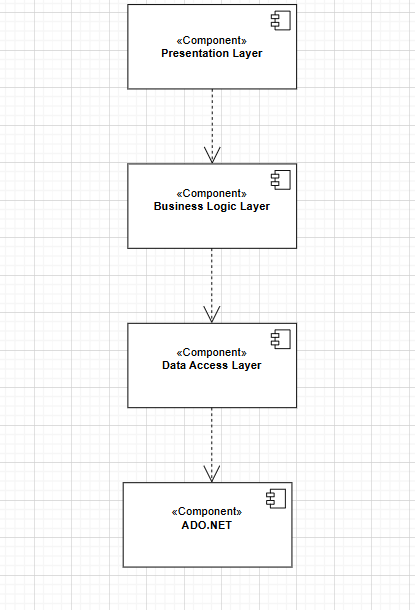 «Component»
Presentation Layer
«Component»
Business Logic Layer
«Component»
Data Access Layer
«Component»
ADO.NET